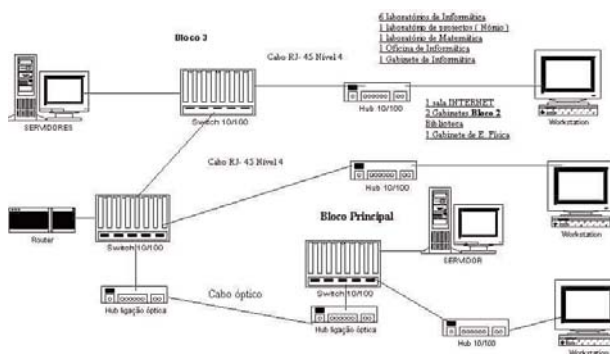 6 laboratórios de Informática
1 laboratório de projectos ( Nónio )
1 laboratório de Matemática
1 Oficina de Informática
1 Gabinete de Informática
Bloco 3
Cabo RJ- 45 Nível 4
SERVIDORES
Switch 10/100
Hub 10/100
Workstation
1 sala INTERNET
2 Gabinetes Bloco 2
Biblioteca
1 Gabinete de E. Física
Cabo RJ- 45 Nível 4
Hub 10/100
Workstation
Router
Switch 10/100
Bloco Principal
SERVIDOR
Switch 10/100
Cabo óptico
Hub ligação óptica
Hub ligação óptica
Hub 10/100
Workstation